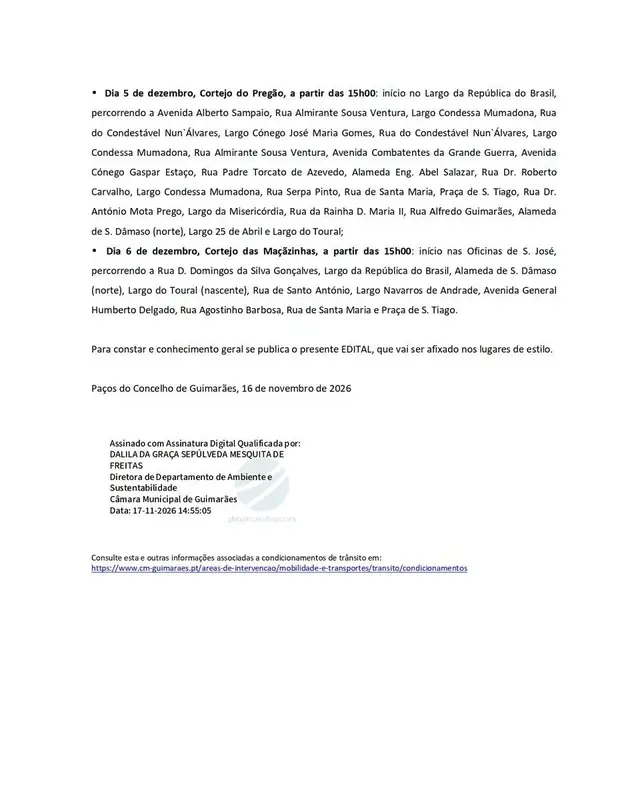 • Dia 5 de dezembro, Cortejo do Pregão, a partir das 15h00: início no Largo da República do Brasil,
percorrendo a Avenida Alberto Sampaio, Rua Almirante Sousa Ventura, Largo Condessa Mumadona, Rua
do Condestável Nun`Álvares, Largo Cónego José Maria Gomes, Rua do Condestável Nun`Álvares, Largo
Condessa Mumadona, Rua Almirante Sousa Ventura, Avenida Combatentes da Grande Guerra, Avenida
Cónego Gaspar Estaço, Rua Padre Torcato de Azevedo, Alameda Eng. Abel Salazar, Rua Dr. Roberto
Carvalho, Largo Condessa Mumadona, Rua Serpa Pinto, Rua de Santa Maria, Praça de S. Tiago, Rua Dr.
António Mota Prego, Largo da Misericórdia, Rua da Rainha D. Maria II, Rua Alfredo Guimarães, Alameda
de S. Dâmaso (norte), Largo 25 de Abril e Largo do Toural;
• Dia 6 de dezembro, Cortejo das Maçãzinhas, a partir das 15h00: início nas Oficinas de S. José,
percorrendo a Rua D. Domingos da Silva Gonçalves, Largo da República do Brasil, Alameda de S. Dâmaso
(norte), Largo do Toural (nascente), Rua de Santo António, Largo Navarros de Andrade, Avenida General
Humberto Delgado, Rua Agostinho Barbosa, Rua de Santa Maria e Praça de S. Tiago.
Para constar e conhecimento geral se publica o presente EDITAL, que vai ser afixado nos lugares de estilo.
Paços do Concelho de Guimarães, 16 de novembro de 2026
Assinado com Assinatura Digital Qualificada por:
DALILA DA GRAÇA SEPÚLVEDA MESQUITA DE
FREITAS
Diretora de Departamento de Ambiente e
Sustentabilidade
Câmara Municipal de Guimarães
Data: 17-11-2026 14:55:05
Consulte esta e outras informações associadas a condicionamentos de trânsito em:
https://www.cm-guimaraes.pt/areas-de-intervencao/mobilidade-e-transportes/transito/condicionamentos